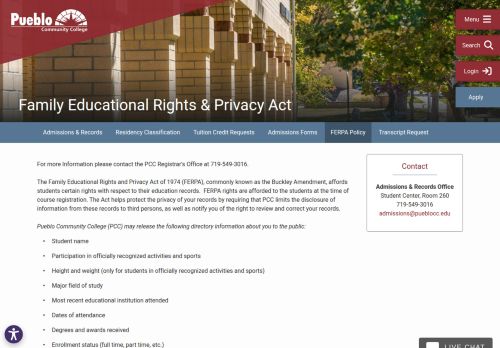 Pueblo
Community College
Menu
Search
Login
Apply
Family Educational Rights & Privacy Act
Admissions & Records Residency Classification Tuition Credit Requests Admissions Forms FERPA Policy Transcript Request
For more Information please contact the PCC Registrar's Office at 719-549-3016.
The Family Educational Rights and Privacy Act of 1974 (FERPA), commonly known as the Buckley Amendment, affords
students certain rights with respect to their education records. FERPA rights are afforded to the students at the time of
course registration. The Act helps protect the privacy of your records by requiring that PCC limits the disclosure of
information from these records to third persons, as well as notify you of the right to review and correct your records.
Pueblo Community College (PCC) may release the following directory information about you to the public:
• Student name
• Participation in officially recognized activities and sports
• Height and weight (only for students in officially recognized activities and sports)
• Major field of study
• Most recent educational institution attended
• Dates of attendance
• Degrees and awards received
• Enrollment status (full time, part time, etc.)
Contact
Admissions & Records Office
Student Center, Room 260
719-549-3016
admissions@pueblocc.edu
LIVE CHAT